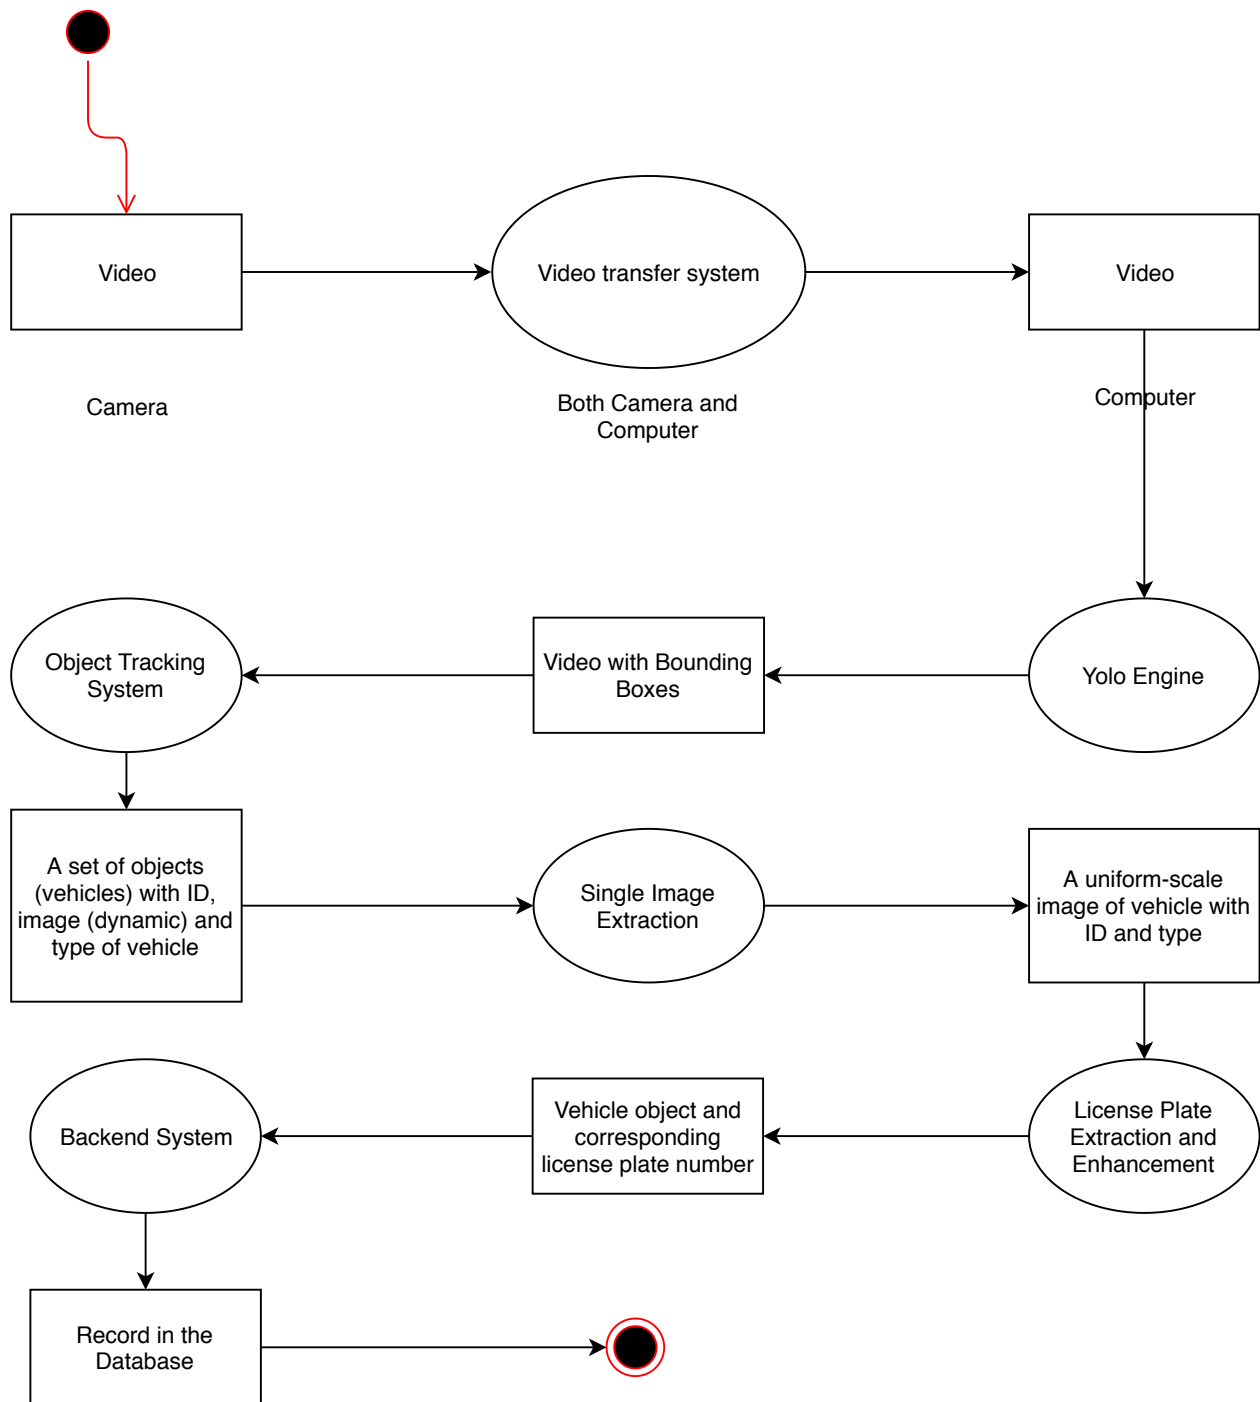 Video
Video transfer system
Video
Camera
Both Camera and
Computer
Computer
Object Tracking
System
Video with Bounding
Boxes
Yolo Engine
A set of objects
(vehicles) with ID,
image (dynamic) and
type of vehicle
Single Image
Extraction
A uniform-scale
image of vehicle with
ID and type
Backend System
Vehicle object and
corresponding
license plate number
License Plate
Extraction and
Enhancement
Record in the
Database